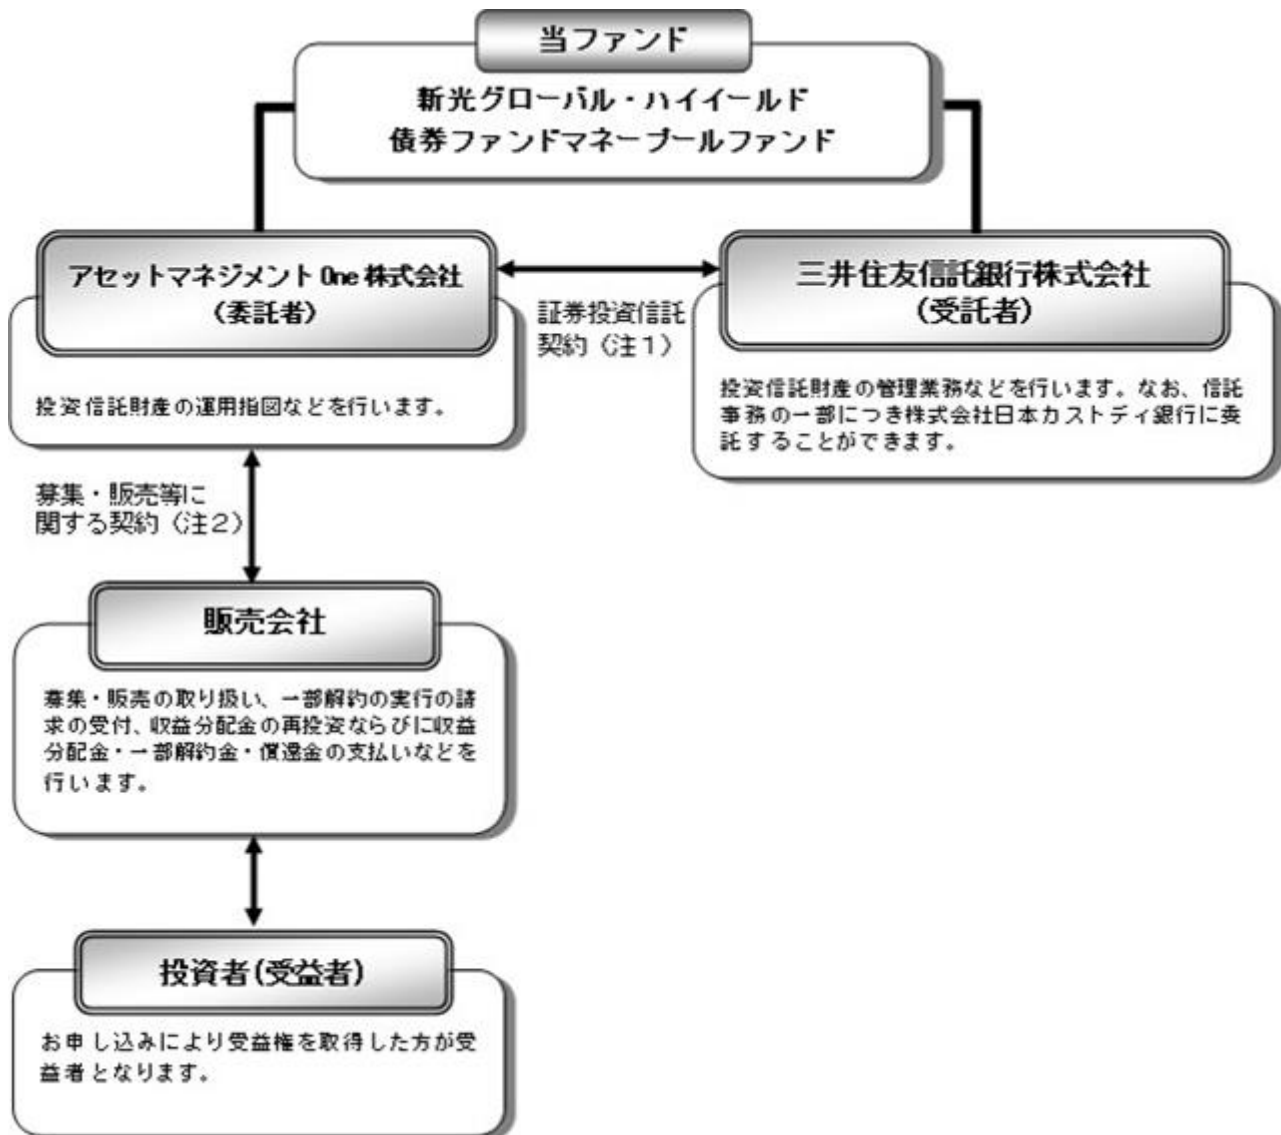 当ファンド
新光グローバル・ハイイールド
債券ファンドマネープールファンド
アセットマネジメント One 株式会社
（委託者）
投資信託財産の運用指図などを行います。
証券投資信託
契約（注１）
三井住友信託銀行株式会社
（受託者）
投資信託財産の管理業務などを行います。なお、信託
事務の一部につき株式会社日本カストディ銀行に委
託することができます。
募集・販売等に
関する契約（注２）
販売会社
募集・販売の取り扱い、一部解約の実行の請
求の受付、収益分配金の再投資ならびに収益
分配金・一部解約金・償還金の支払いなどを
行います。
投資者（受益者）
お申し込みにより受益権を取得した方が受
益者となります。